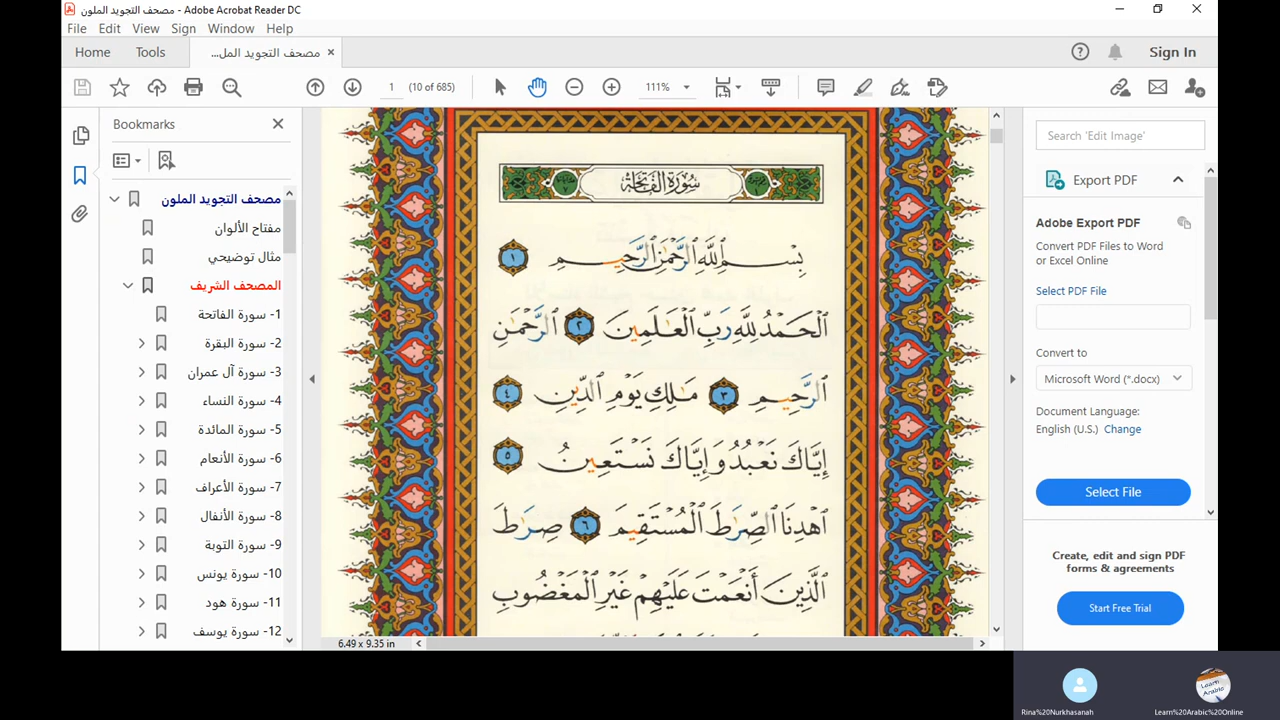 مصحف التجويد الملون - Adobe Acrobat Reader DC
File Edit View Sign Window Help
Home Tools مصحف التجويد المل... × Sign In
1 (10 of 685) 111%
Bookmarks
مصحف التجويد الملون
مفتاح الألوان
مثال توضيحي
المصحف الشريف
1- سورة الفاتحة
2- سورة البقرة
3- سورة آل عمران
4- سورة النساء
5- سورة المائدة
6- سورة الأنعام
7- سورة الأعراف
8- سورة الأنفال
9- سورة التوبة
10- سورة يونس
11- سورة هود
12- سورة يوسف
سُورَةُ الْفَاتِحَةِ
بِسْمِ ٱللَّهِ ٱلرَّحْمَٰنِ ٱلرَّحِيمِ ١
ٱلْحَمْدُ لِلَّهِ رَبِّ ٱلْعَٰلَمِينَ ٢ ٱلرَّحْمَٰنِ
ٱلرَّحِيمِ ٣ مَٰلِكِ يَوْمِ ٱلدِّينِ ٤
إِيَّاكَ نَعْبُدُ وَإِيَّاكَ نَسْتَعِينُ ٥
ٱهْدِنَا ٱلصِّرَٰطَ ٱلْمُسْتَقِيمَ ٦ صِرَٰطَ
ٱلَّذِينَ أَنْعَمْتَ عَلَيْهِمْ غَيْرِ ٱلْمَغْضُوبِ
6.49 x 9.35 in
Search 'Edit Image'
Export PDF
Adobe Export PDF
Convert PDF Files to Word
or Excel Online
Select PDF File
Convert to
Microsoft Word (*.docx)
Document Language:
English (U.S.) Change
Select File
Create, edit and sign PDF
forms & agreements
Start Free Trial
Learn Arabic
Rina%20Nurkhasanah
Learn%20Arabic%20Online